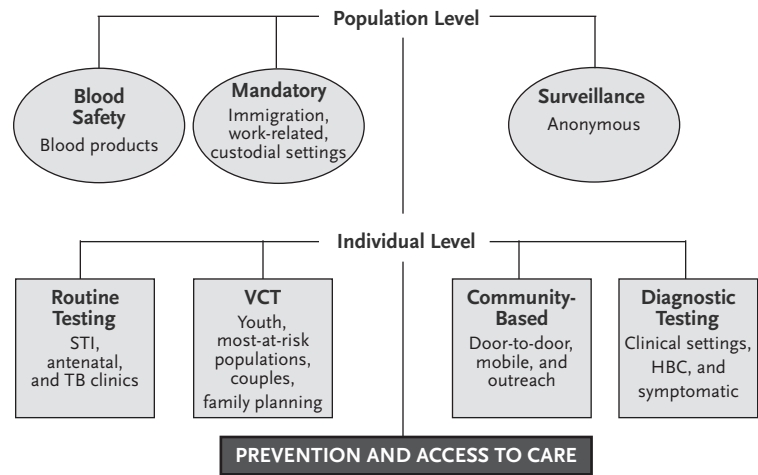 Population Level
Blood
Safety
Blood products
Mandatory
Immigration,
work-related,
custodial settings
Surveillance
Anonymous
Individual Level
Routine
Testing
STI,
antenatal,
and TB clinics
VCT
Youth,
most-at-risk
populations,
couples,
family planning
Community-
Based
Door-to-door,
mobile, and
outreach
Diagnostic
Testing
Clinical settings,
HBC, and
symptomatic
PREVENTION AND ACCESS TO CARE